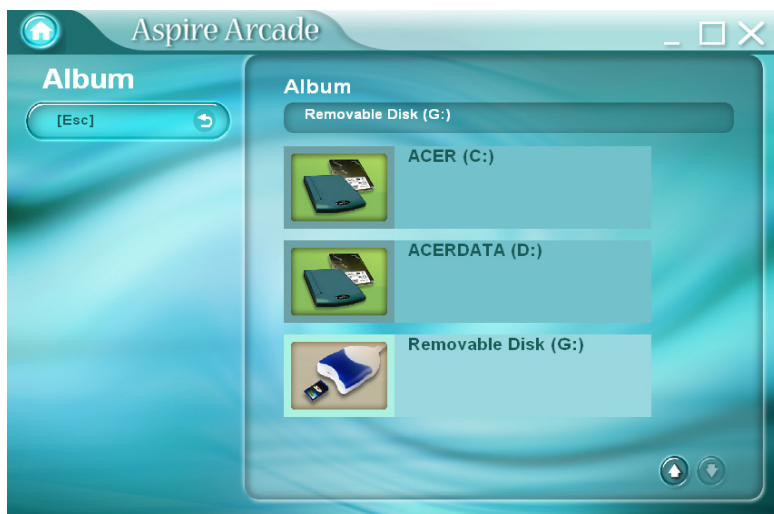 Aspire Arcade
Album
[Esc]
Album
Removable Disk (G:)
ACER (C:)
ACERDATA (D:)
Removable Disk (G:)